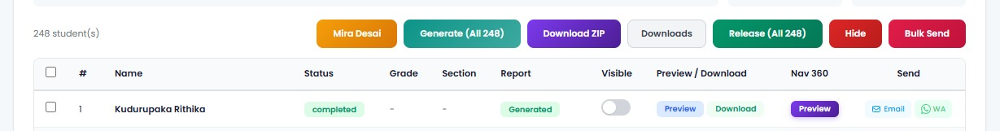 248 student(s) Mira Desai Generate (All 248) Download ZIP Downloads Release (All 248) Hide Bulk Send
# Name Status Grade Section Report Visible Preview / Download Nav 360 Send
1 Kudurupaka Rithika completed - - Generated Preview Download Preview Email WA